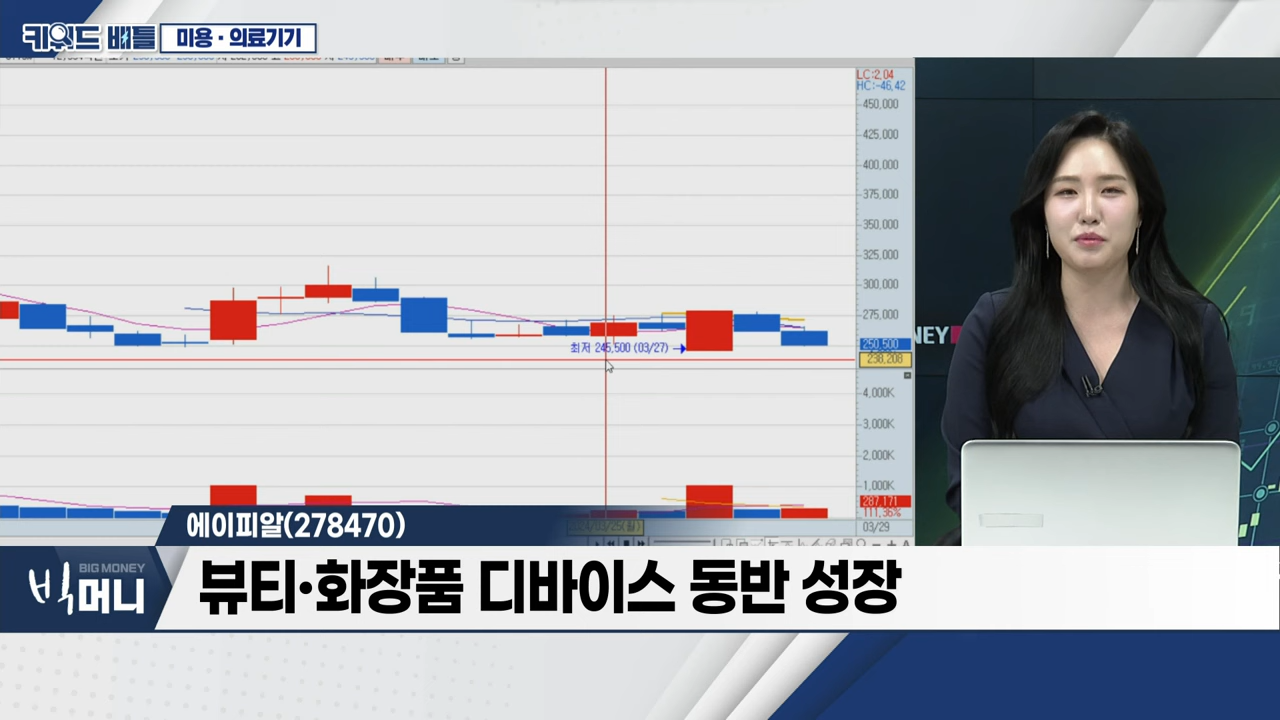 키워드 배틀 미용·의료기기
LC:2.04
HC:-46.42
450,000
425,000
400,000
375,000
350,000
325,000
300,000
275,000
250,500
238,208
최저 245,500 (03/27)
4,000K
3,000K
2,000K
1,000K
287,171
111.36%
03/29
NEY
에이피알(278470)
BIG MONEY
빅머니
뷰티·화장품 디바이스 동반 성장